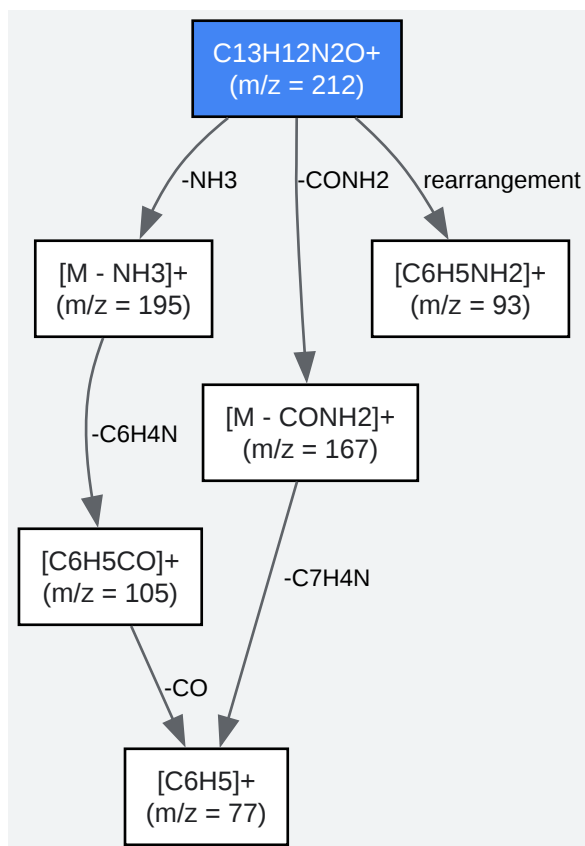 C13H12N2O+
(m/z = 212)
-NH3
-CONH2
rearrangement
[M - NH3]+
(m/z = 195)
[C6H5NH2]+
(m/z = 93)
-C6H4N
[M - CONH2]+
(m/z = 167)
[C6H5CO]+
(m/z = 105)
-C7H4N
-CO
[C6H5]+
(m/z = 77)